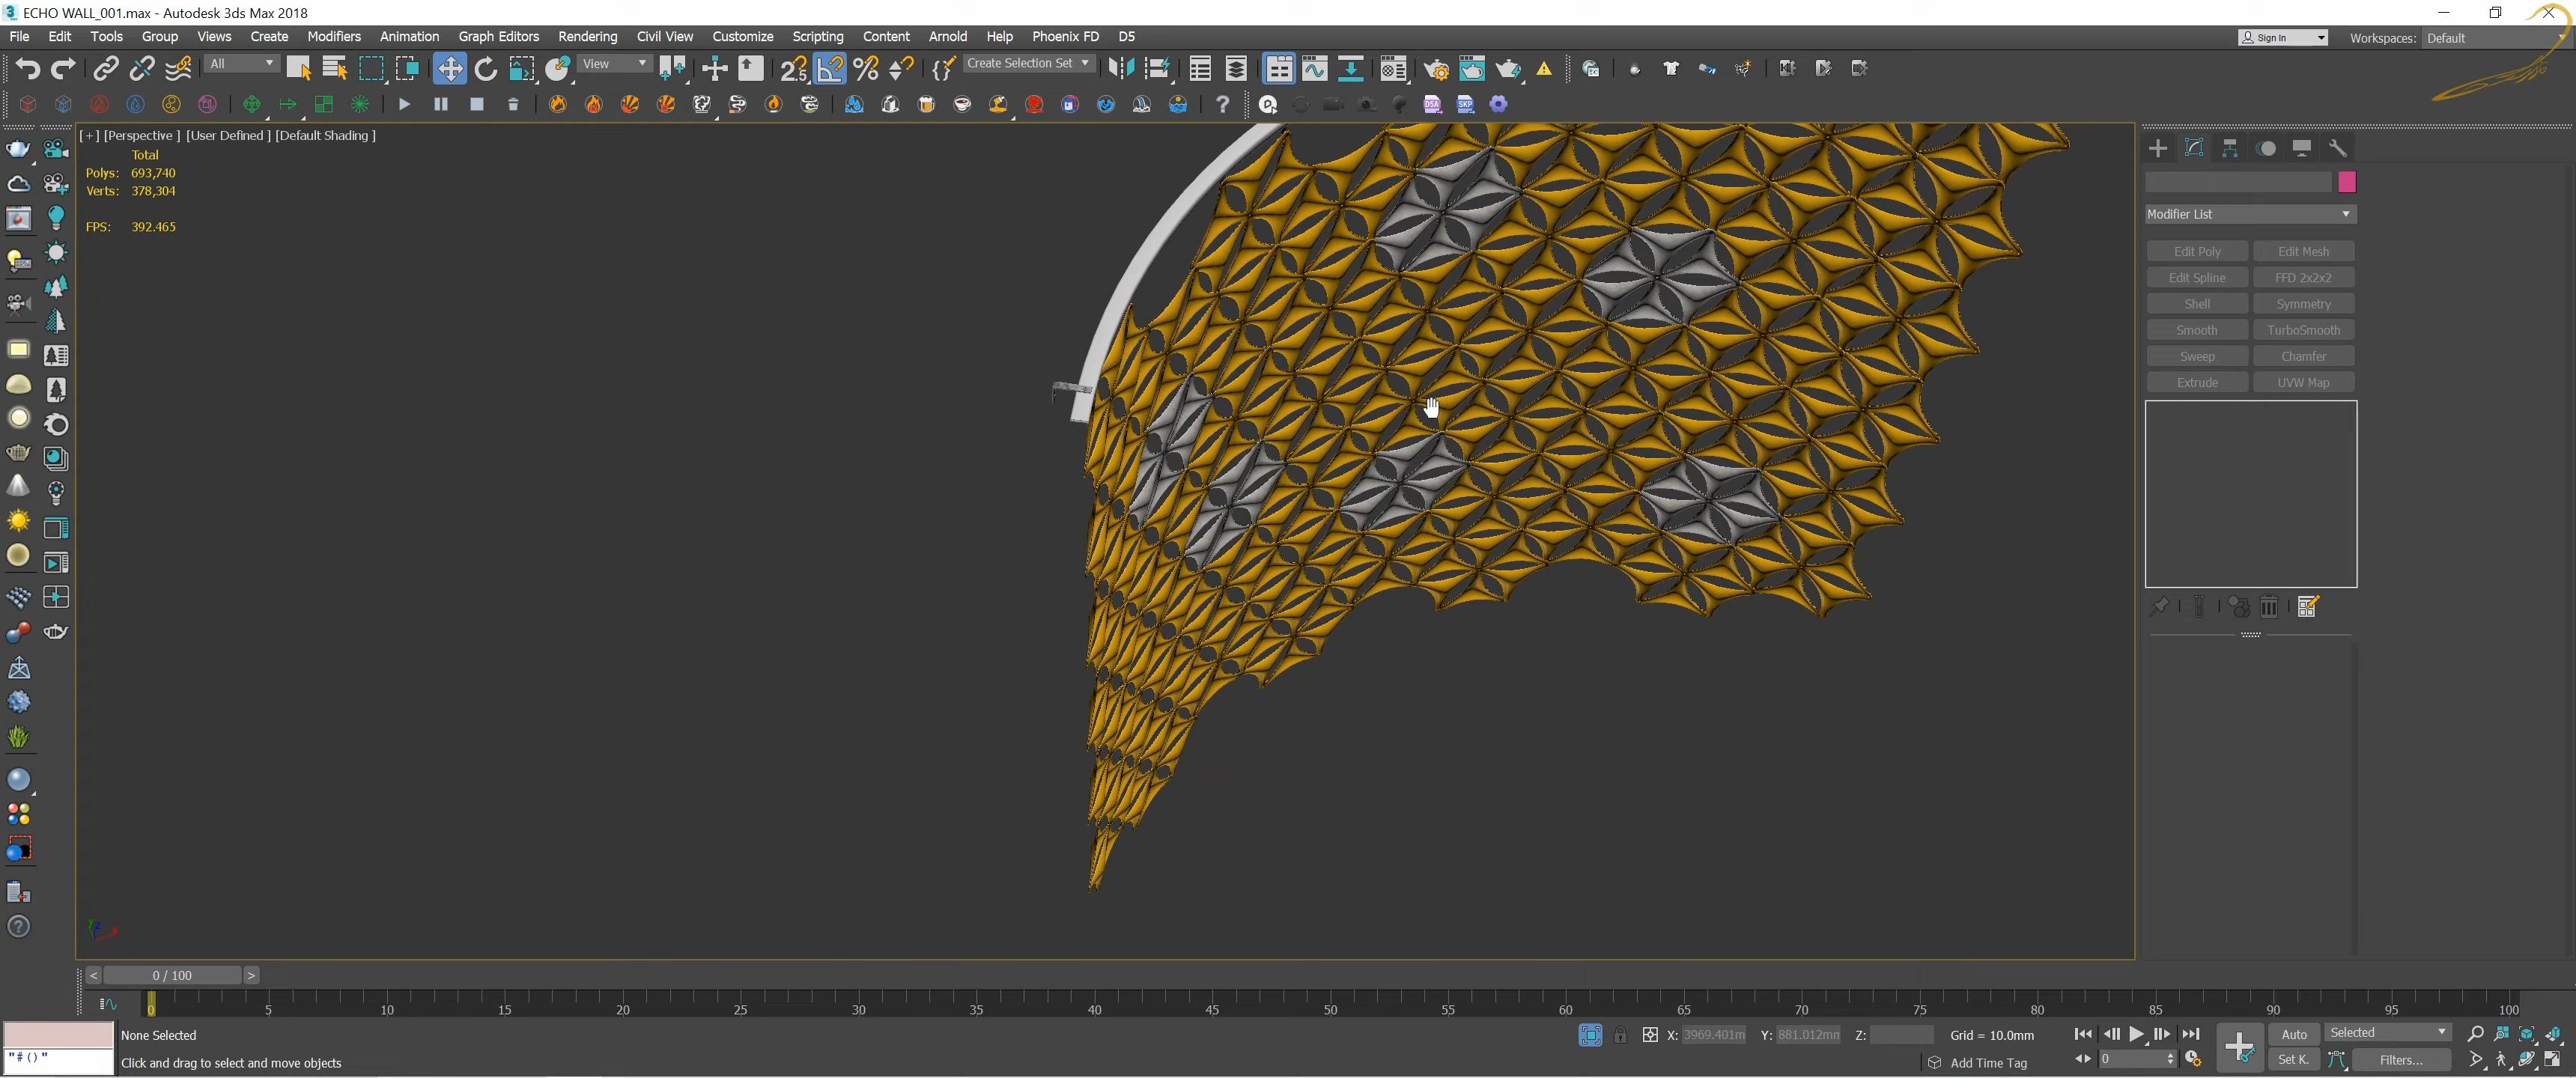 ECHO WALL_001.max - Autodesk 3ds Max 2018
File Edit Tools Group Views Create Modifiers Animation Graph Editors Rendering Civil View Customize Scripting Content Arnold Help Phoenix FD D5
Sign In Workspaces: Default
All View Create Selection Set
[+] [Perspective ] [User Defined ] [Default Shading ]
Total
Polys: 693,740
Verts: 378,304
FPS: 392.465
Modifier List
Edit Poly Edit Mesh
Edit Spline FFD 2x2x2
Shell Symmetry
Smooth TurboSmooth
Sweep Chamfer
Extrude UVW Map
< 0 / 100 >
0 5 10 15 20 25 30 35 40 45 50 55 60 65 70 75 80 85 90 95 100
None Selected X: 3969.401m Y: 881.012mm Z: Grid = 10.0mm Auto Selected
"#()" Click and drag to select and move objects Add Time Tag 0 Set K. Filters...